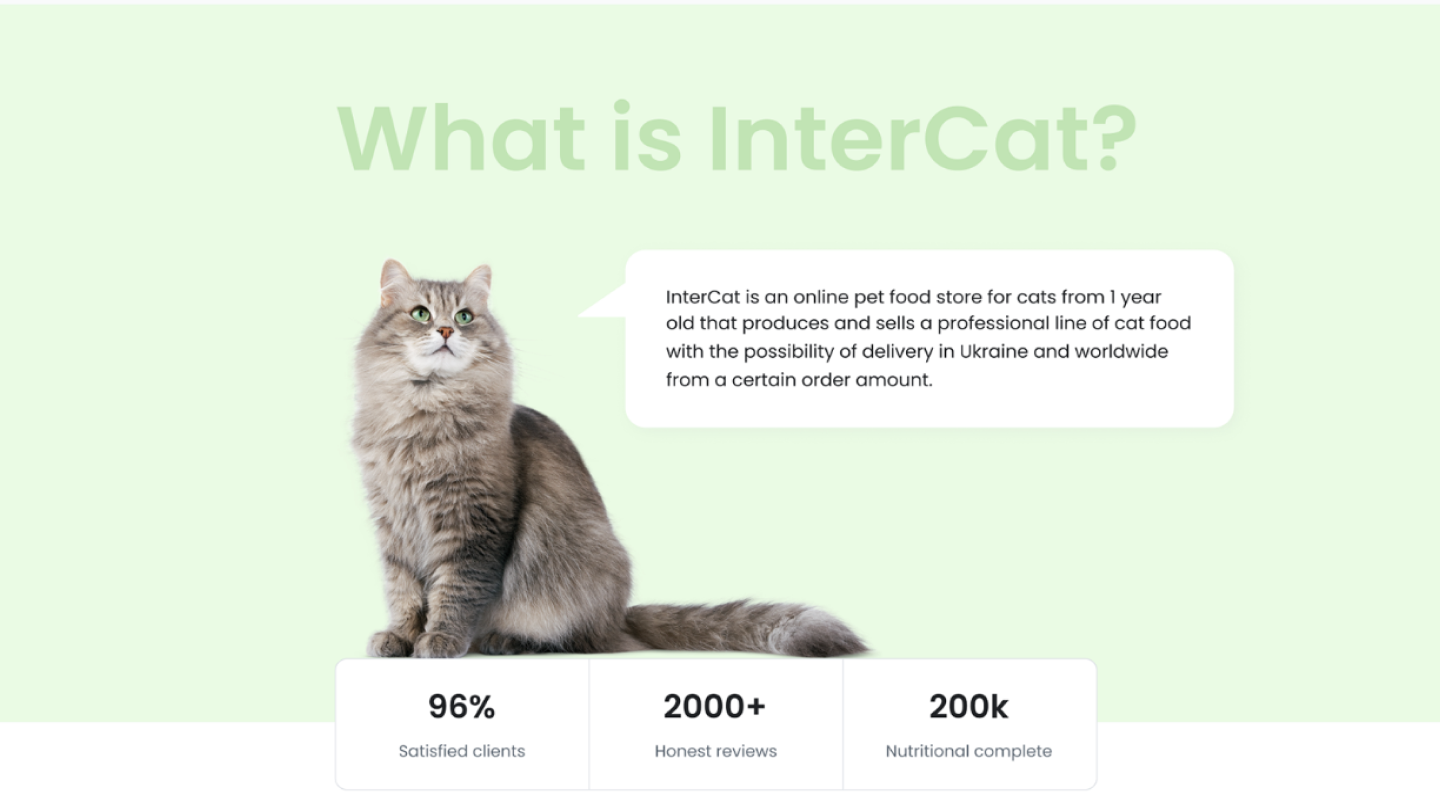 What is InterCat?
InterCat is an online pet food store for cats from 1 year
old that produces and sells a professional line of cat food
with the possibility of delivery in Ukraine and worldwide
from a certain order amount.
96%
Satisfied clients
2000+
Honest reviews
200k
Nutritional complete